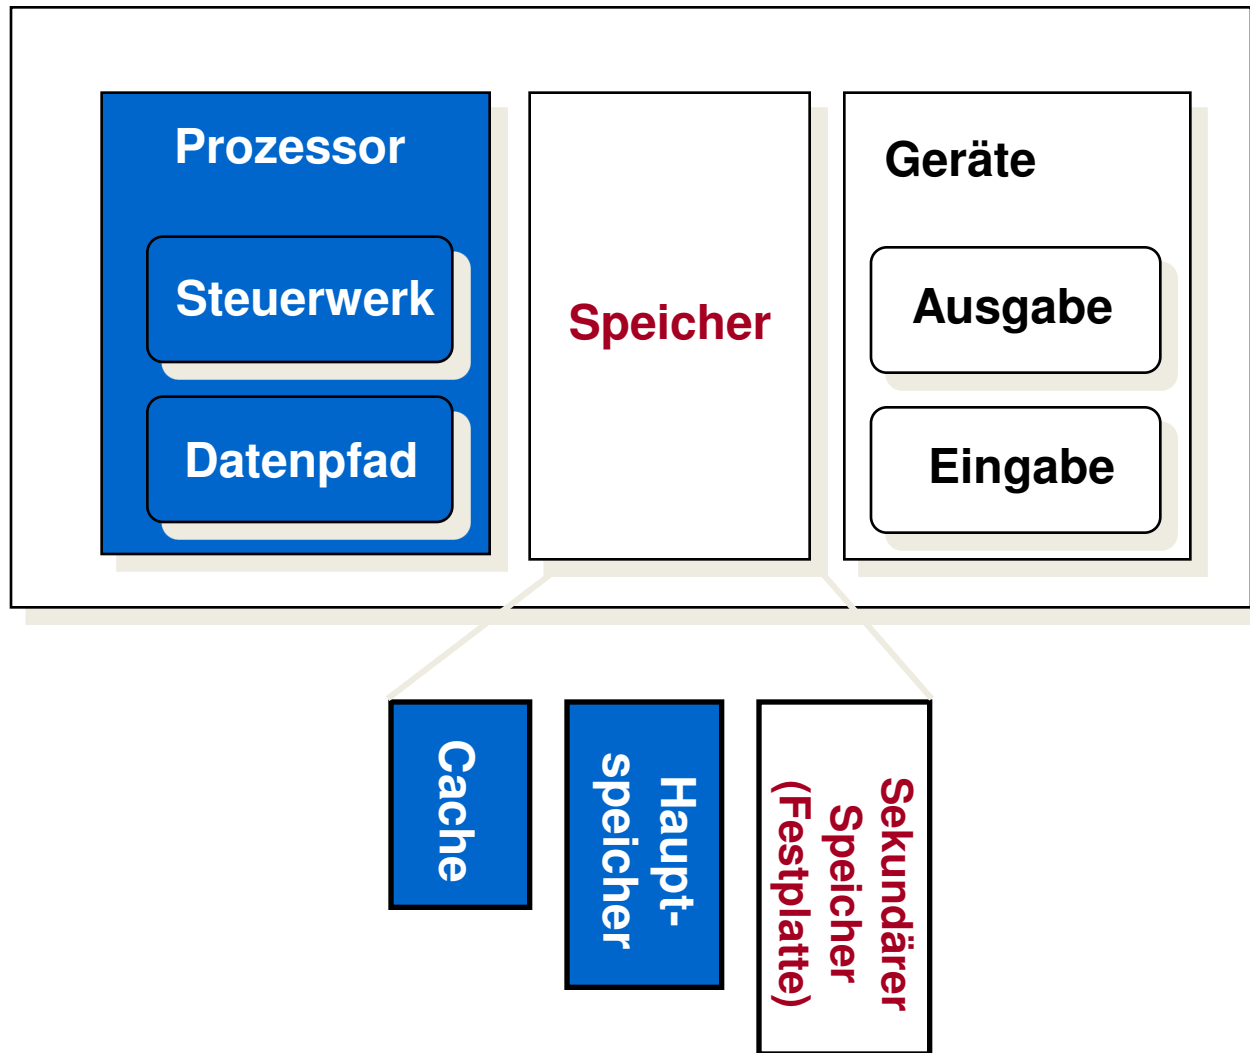 Prozessor
Steuerwerk
Datenpfad
Speicher
Geräte
Ausgabe
Eingabe
Cache
Haupt-
speicher
Sekundärer
Speicher
(Festplatte)